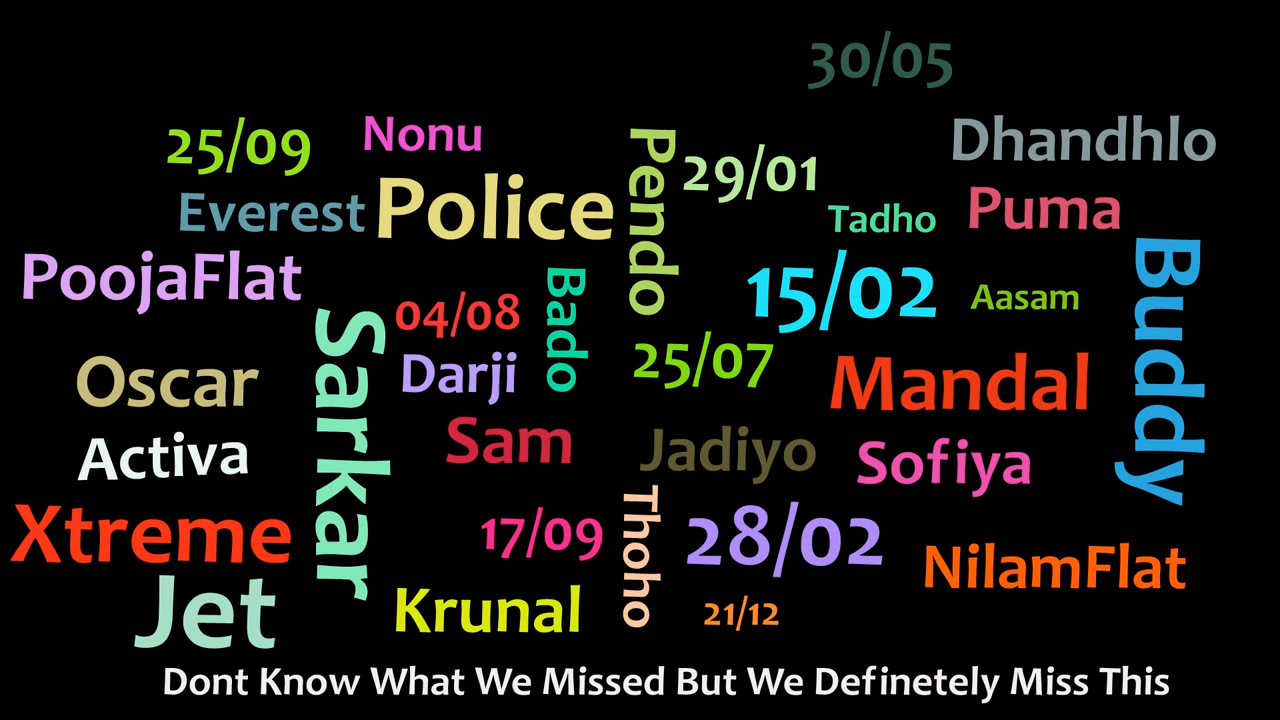 30/05
25/09 Nonu Pendo 29/01 Dhandhlo
Everest Police Tadho Puma
PoojaFlat Sarkar 04/08 Bado 15/02 Aasam Buddy
Oscar Darji 25/07 Mandal
Activa Sam Jadiyo Sofiya
Xtreme 17/09 Thoho 28/02 NilamFlat
Jet Krunal 21/12
Dont Know What We Missed But We Definetely Miss This